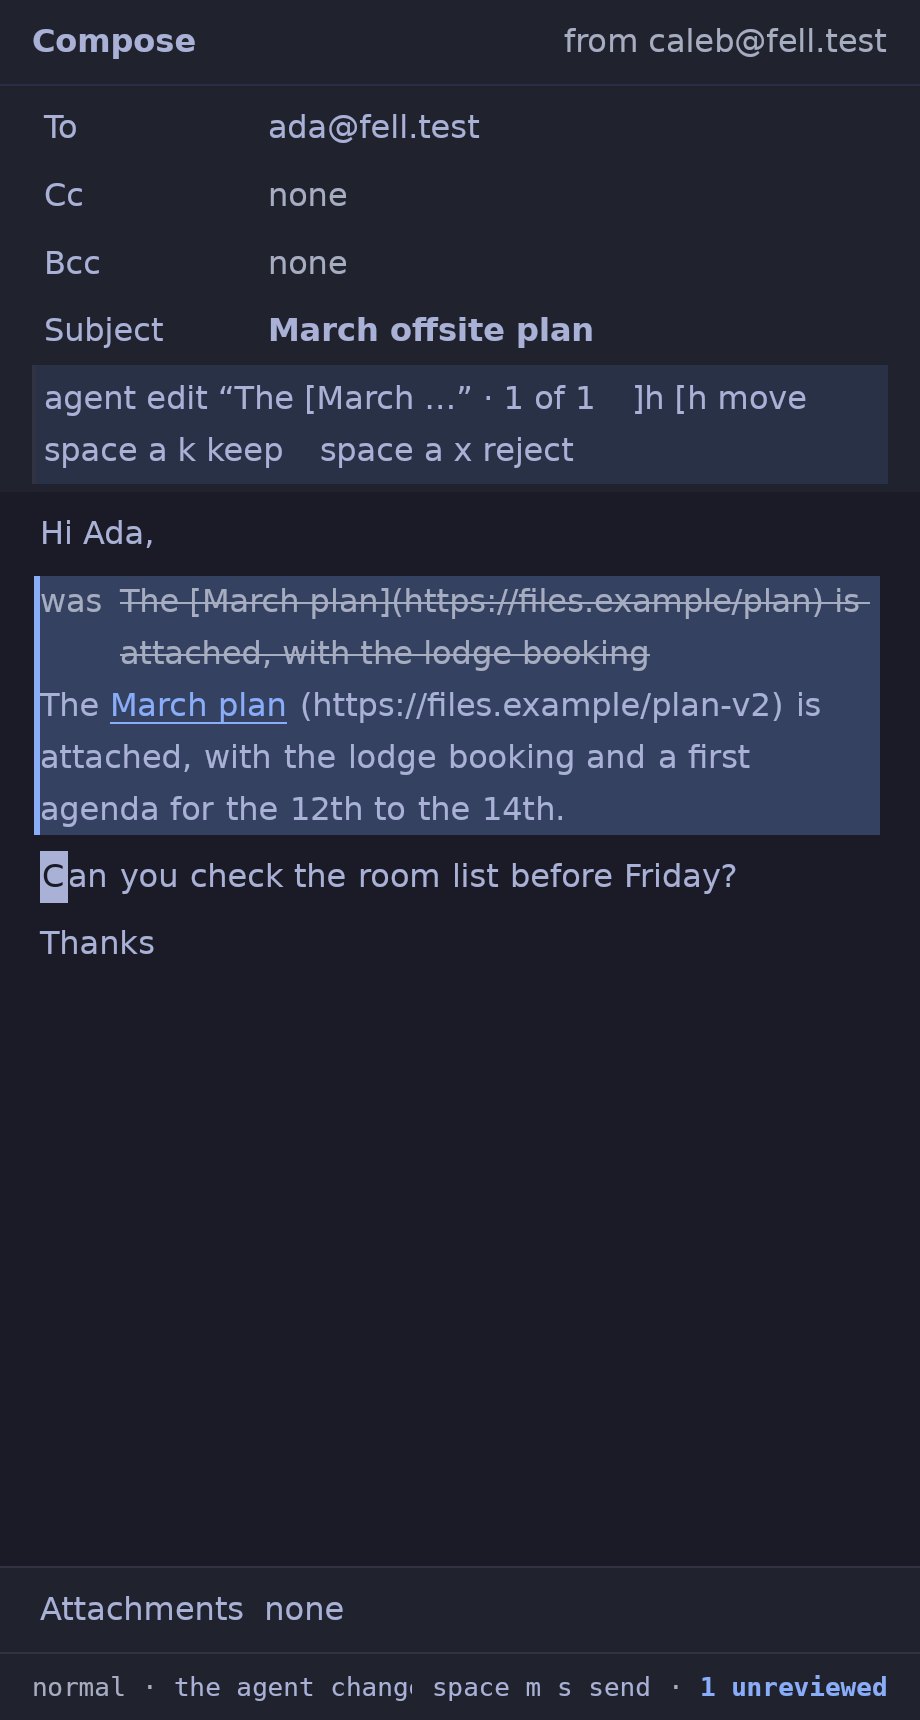 Compose from caleb@fell.test
To ada@fell.test
Cc none
Bcc none
Subject March offsite plan
agent edit “The [March …” · 1 of 1 ]h [h move
space a k keep space a x reject
Hi Ada,
was The [March plan](https://files.example/plan) is
attached, with the lodge booking
The March plan (https://files.example/plan-v2) is
attached, with the lodge booking and a first
agenda for the 12th to the 14th.
Can you check the room list before Friday?
Thanks
Attachments none
normal · the agent chang space m s send · 1 unreviewed